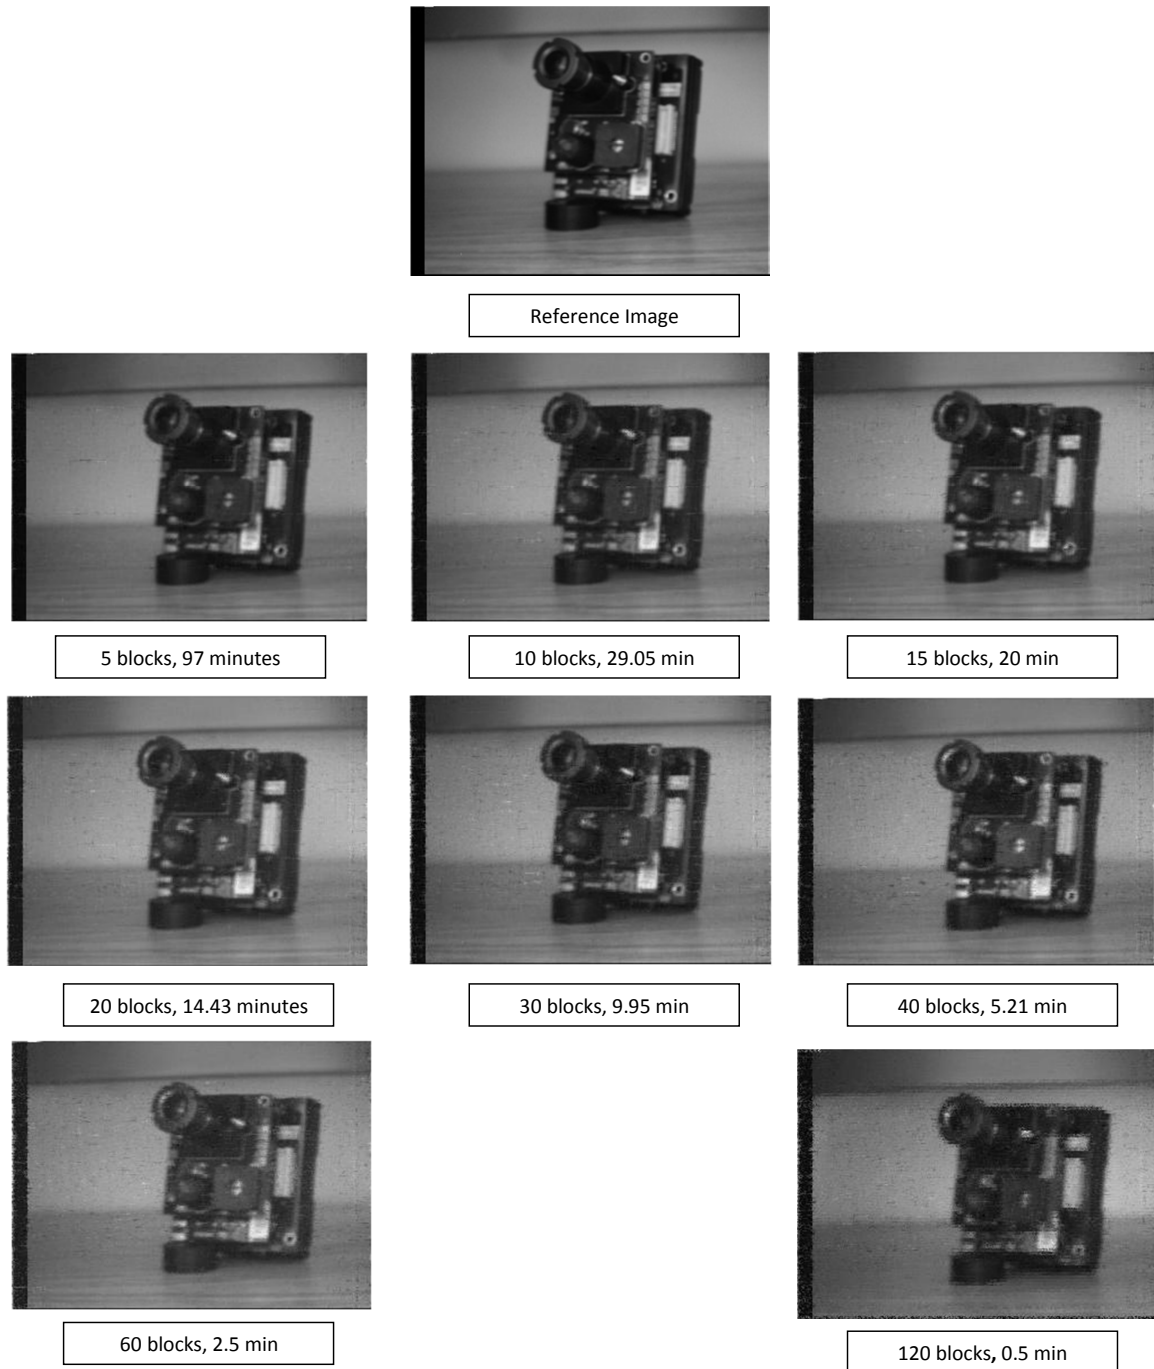 Reference Image
5 blocks, 97 minutes
10 blocks, 29.05 min
15 blocks, 20 min
20 blocks, 14.43 minutes
30 blocks, 9.95 min
40 blocks, 5.21 min
60 blocks, 2.5 min
120 blocks, 0.5 min